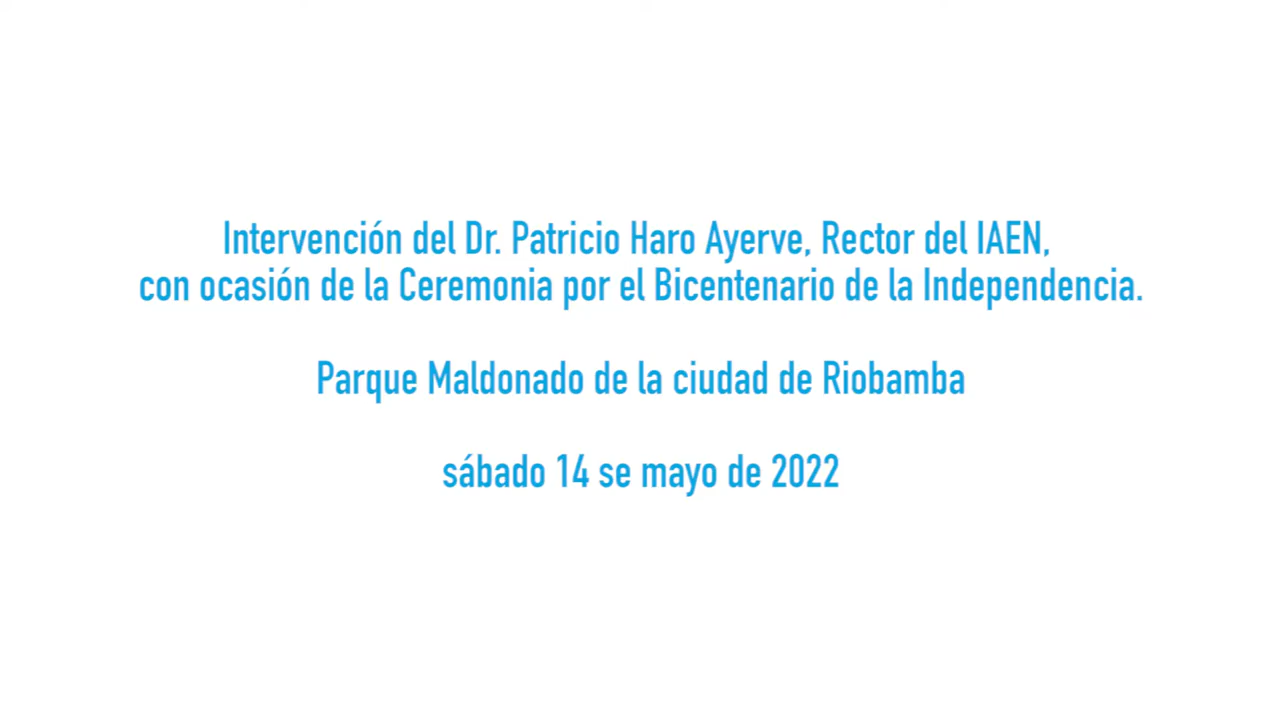 Intervención del Dr. Patricio Haro Ayerve, Rector del IAEN,
con ocasión de la Ceremonia por el Bicentenario de la Independencia.
Parque Maldonado de la ciudad de Riobamba
sábado 14 se mayo de 2022